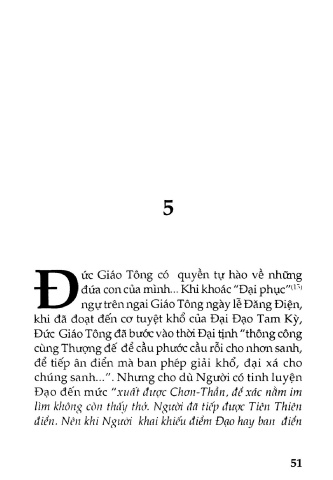 5
Đức Giáo Tông có quyền tự hào về những
đứa con của mình... Khi khoác "Đại phục"(15)
ngự trên ngai Giáo Tông ngày lễ Đăng Điện,
khi đã đoạt đến cơ tuyệt khổ của Đại Đạo Tam Kỳ,
Đức Giáo Tông đã bước vào thời Đại tịnh "thông công
cùng Thượng đế để cầu phước cầu rỗi cho nhơn sanh,
để tiếp ân điển mà ban phép giải khổ, đại xá cho
chúng sanh...". Nhưng cho dù Người có tinh luyện
Đạo đến mức "xuất được Chơn-Thần, để xác nằm im
lìm không còn thấy thở. Người đã tiếp được Tiên Thiên
điển. Nên khi Người khai khiếu điểm Đạo hay ban điển
51